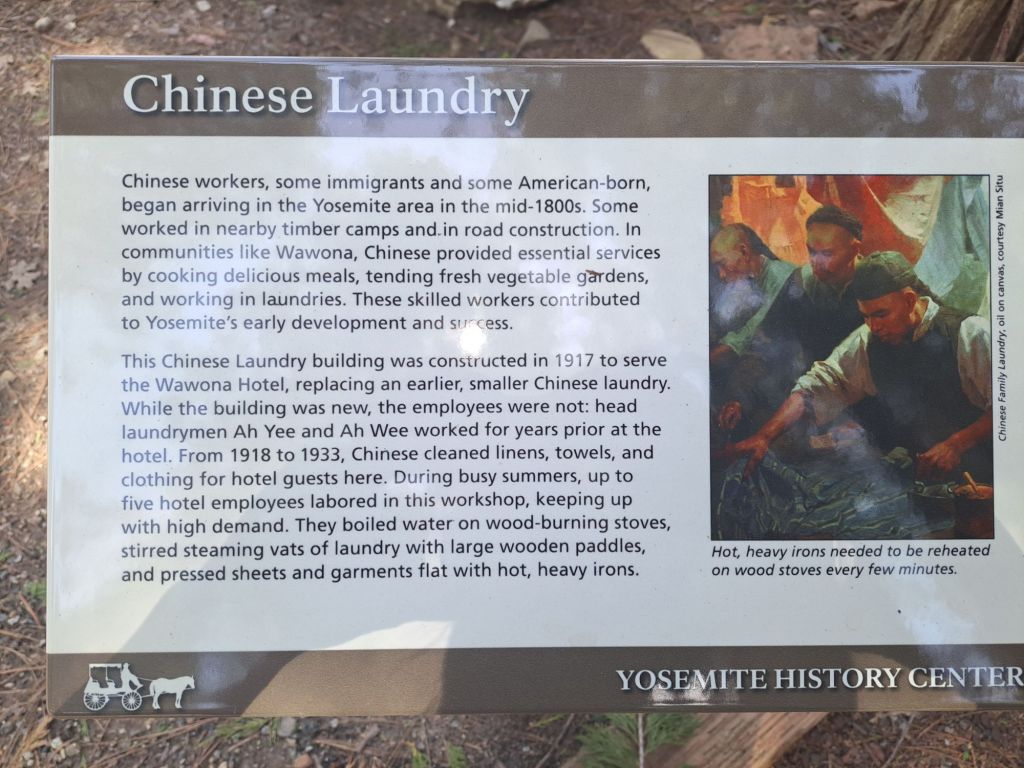 Chinese Laundry
Chinese workers, some immigrants and some American-born,
began arriving in the Yosemite area in the mid-1800s. Some
worked in nearby timber camps and in road construction. In
communities like Wawona, Chinese provided essential services
by cooking delicious meals, tending fresh vegetable gardens,
and working in laundries. These skilled workers contributed
to Yosemite's early development and success.
This Chinese Laundry building was constructed in 1917 to serve
the Wawona Hotel, replacing an earlier, smaller Chinese laundry.
While the building was new, the employees were not: head
laundrymen Ah Yee and Ah Wee worked for years prior at the
hotel. From 1918 to 1933, Chinese cleaned linens, towels, and
clothing for hotel guests here. During busy summers, up to
five hotel employees labored in this workshop, keeping up
with high demand. They boiled water on wood-burning stoves,
stirred steaming vats of laundry with large wooden paddles,
and pressed sheets and garments flat with hot, heavy irons.
Chinese Family Laundry, oil on canvas, courtesy Mian Situ
Hot, heavy irons needed to be reheated
on wood stoves every few minutes.
YOSEMITE HISTORY CENTER